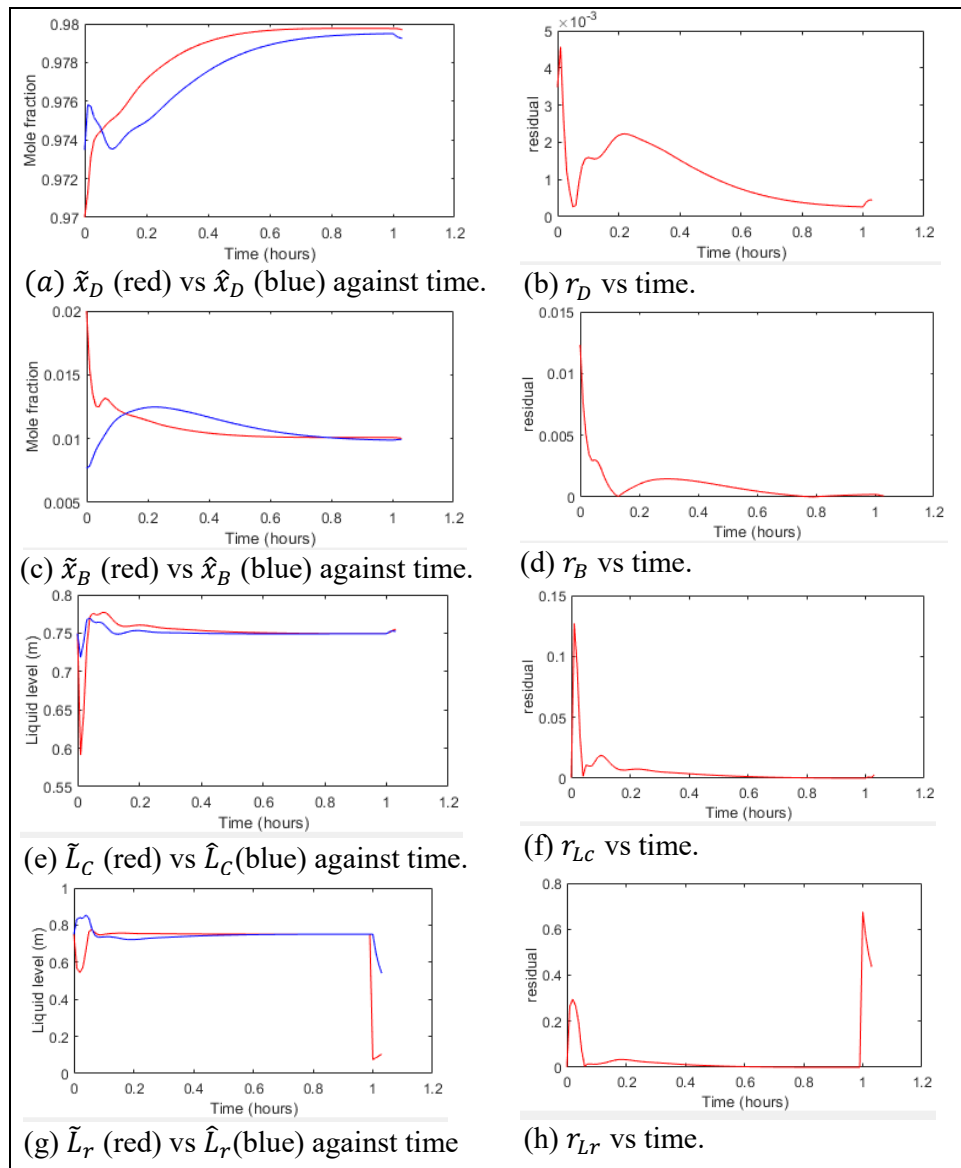 0.98
0.978
0.976
0.974
0.972
0.97
Mole fraction
0 0.2 0.4 0.6 0.8 1 1.2
Time (hours)
(a) x̃_D (red) vs x̂_D (blue) against time.
×10^-3
5
4
3
2
1
0
residual
0 0.2 0.4 0.6 0.8 1 1.2
Time (hours)
(b) r_D vs time.
0.02
0.015
0.01
0.005
Mole fraction
0 0.2 0.4 0.6 0.8 1 1.2
Time (hours)
(c) x̃_B (red) vs x̂_B (blue) against time.
0.015
0.01
0.005
0
residual
0 0.2 0.4 0.6 0.8 1 1.2
Time (hours)
(d) r_B vs time.
0.8
0.75
0.7
0.65
0.6
0.55
Liquid level (m)
0 0.2 0.4 0.6 0.8 1 1.2
Time (hours)
(e) L̃_C (red) vs L̂_C(blue) against time.
0.15
0.1
0.05
0
residual
0 0.2 0.4 0.6 0.8 1 1.2
Time (hours)
(f) r_Lc vs time.
1
0.8
0.6
0.4
0.2
0
Liquid level (m)
0 0.2 0.4 0.6 0.8 1 1.2
Time (hours)
(g) L̃_r (red) vs L̂_r(blue) against time
0.8
0.6
0.4
0.2
0
residual
0 0.2 0.4 0.6 0.8 1 1.2
Time (hours)
(h) r_Lr vs time.